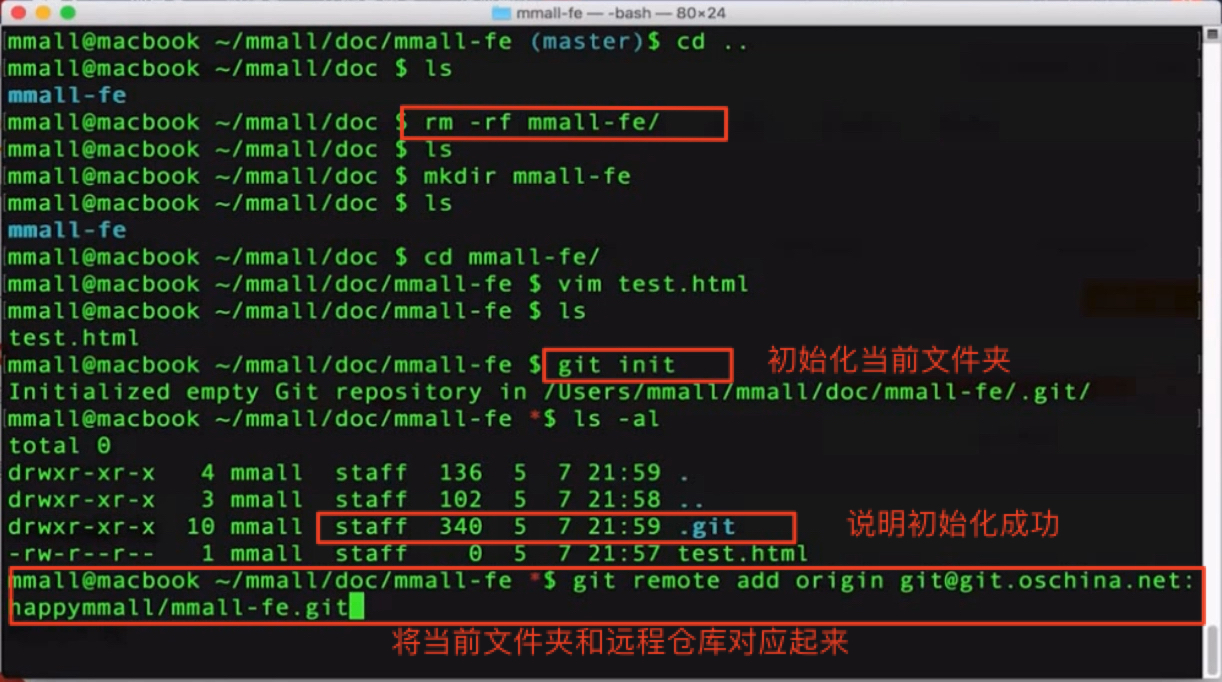 mmall-fe — -bash — 80×24
mmall@macbook ~/mmall/doc/mmall-fe (master)$ cd ..
mmall@macbook ~/mmall/doc $ ls
mmall-fe
mmall@macbook ~/mmall/doc $ rm -rf mmall-fe/
mmall@macbook ~/mmall/doc $ ls
mmall@macbook ~/mmall/doc $ mkdir mmall-fe
mmall@macbook ~/mmall/doc $ ls
mmall-fe
mmall@macbook ~/mmall/doc $ cd mmall-fe/
mmall@macbook ~/mmall/doc/mmall-fe $ vim test.html
mmall@macbook ~/mmall/doc/mmall-fe $ ls
test.html
mmall@macbook ~/mmall/doc/mmall-fe $ git init 初始化当前文件夹
Initialized empty Git repository in /Users/mmall/mmall/doc/mmall-fe/.git/
mmall@macbook ~/mmall/doc/mmall-fe *$ ls -al
total 0
drwxr-xr-x 4 mmall staff 136 5 7 21:59 .
drwxr-xr-x 3 mmall staff 102 5 7 21:58 ..
drwxr-xr-x 10 mmall staff 340 5 7 21:59 .git 说明初始化成功
-rw-r--r-- 1 mmall staff 0 5 7 21:57 test.html
mmall@macbook ~/mmall/doc/mmall-fe *$ git remote add origin git@git.oschina.net:
happymmall/mmall-fe.git
将当前文件夹和远程仓库对应起来